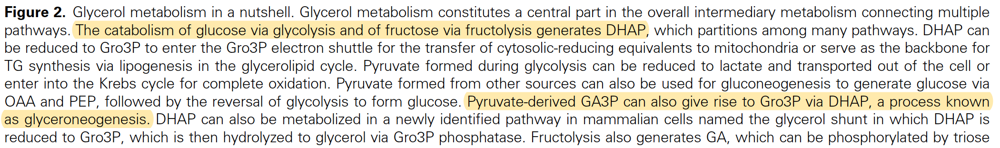 Figure 2. Glycerol metabolism in a nutshell. Glycerol metabolism constitutes a central part in the overall intermediary metabolism connecting multiple
pathways. The catabolism of glucose via glycolysis and of fructose via fructolysis generates DHAP, which partitions among many pathways. DHAP can
be reduced to Gro3P to enter the Gro3P electron shuttle for the transfer of cytosolic-reducing equivalents to mitochondria or serve as the backbone for
TG synthesis via lipogenesis in the glycerolipid cycle. Pyruvate formed during glycolysis can be reduced to lactate and transported out of the cell or
enter into the Krebs cycle for complete oxidation. Pyruvate formed from other sources can also be used for gluconeogenesis to generate glucose via
OAA and PEP, followed by the reversal of glycolysis to form glucose. Pyruvate-derived GA3P can also give rise to Gro3P via DHAP, a process known
as glyceroneogenesis. DHAP can also be metabolized in a newly identified pathway in mammalian cells named the glycerol shunt in which DHAP is
reduced to Gro3P, which is then hydrolyzed to glycerol via Gro3P phosphatase. Fructolysis also generates GA, which can be phosphorylated by triose